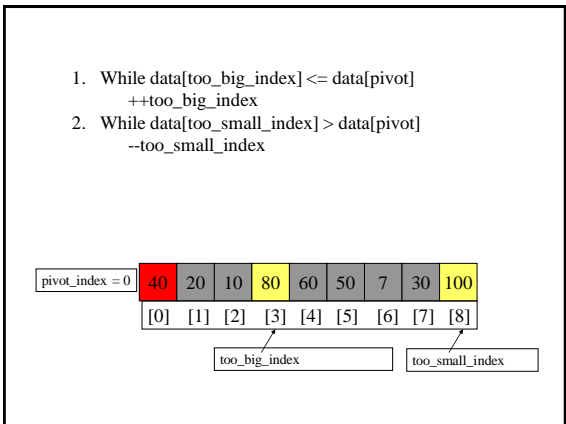 1. While data[too_big_index] <= data[pivot]
++too_big_index
2. While data[too_small_index] > data[pivot]
--too_small_index
pivot_index = 0 40 20 10 80 60 50 7 30 100
[0] [1] [2] [3] [4] [5] [6] [7] [8]
too_big_index too_small_index